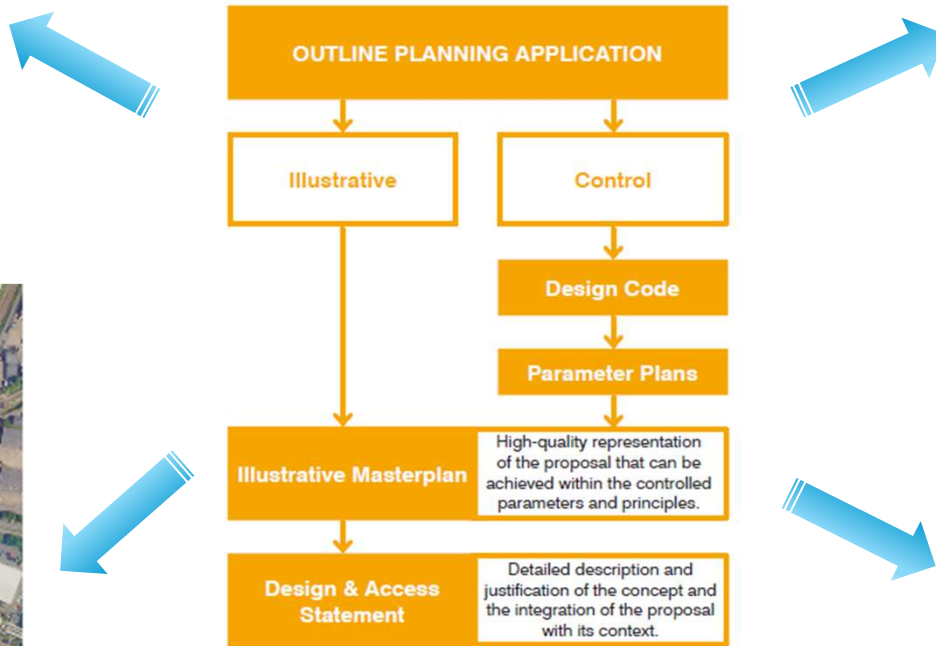 OUTLINE PLANNING APPLICATION
Illustrative
Control
Design Code
Parameter Plans
Illustrative Masterplan
High-quality representation
of the proposal that can be
achieved within the controlled
parameters and principles.
Design & Access
Statement
Detailed description and
justification of the concept and
the integration of the proposal
with its context.